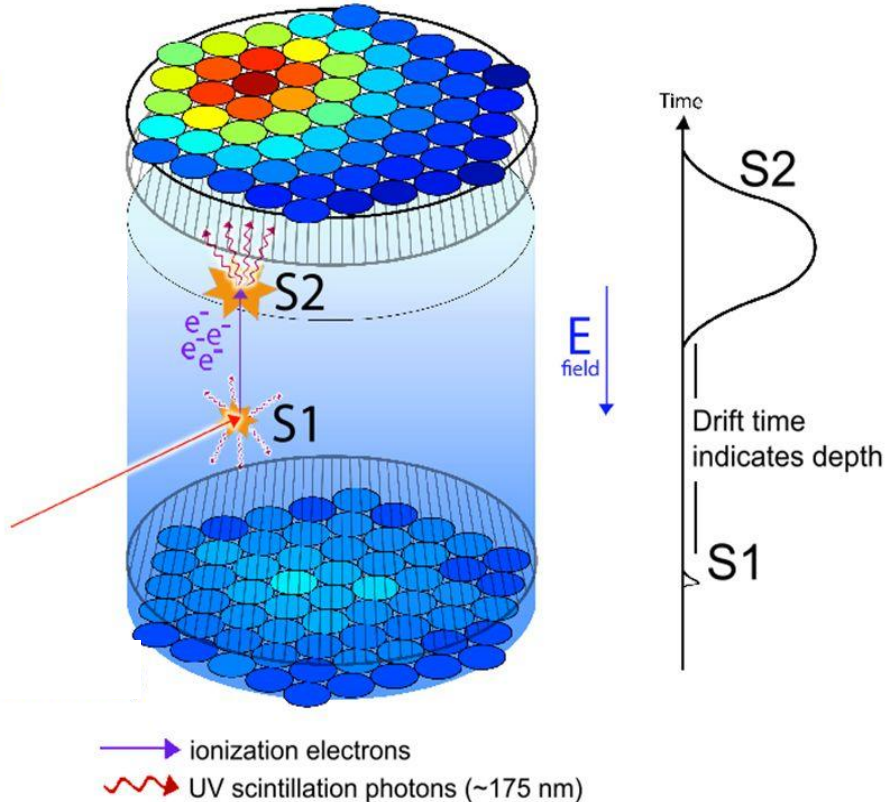 Time
S2
S2
e-
e-e-
e-e-
E
field
Drift time
indicates depth
S1
S1
ionization electrons
UV scintillation photons (~175 nm)